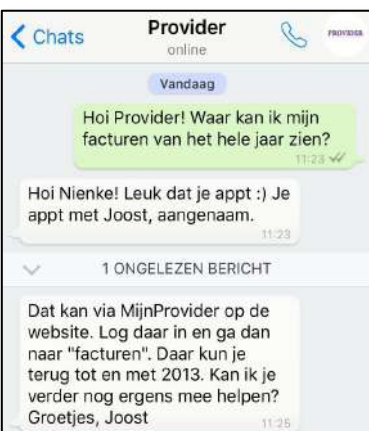 Chats
Provider
online
PROVIDER
Vandaag
Hoi Provider! Waar kan ik mijn
facturen van het hele jaar zien?
11:23
Hoi Nienke! Leuk dat je appt :) Je
appt met Joost, aangenaam.
11:23
1 ONGELEZEN BERICHT
Dat kan via MijnProvider op de
website. Log daar in en ga dan
naar "facturen". Daar kun je
terug tot en met 2013. Kan ik je
verder nog ergens mee helpen?
Groetjes, Joost
11:25